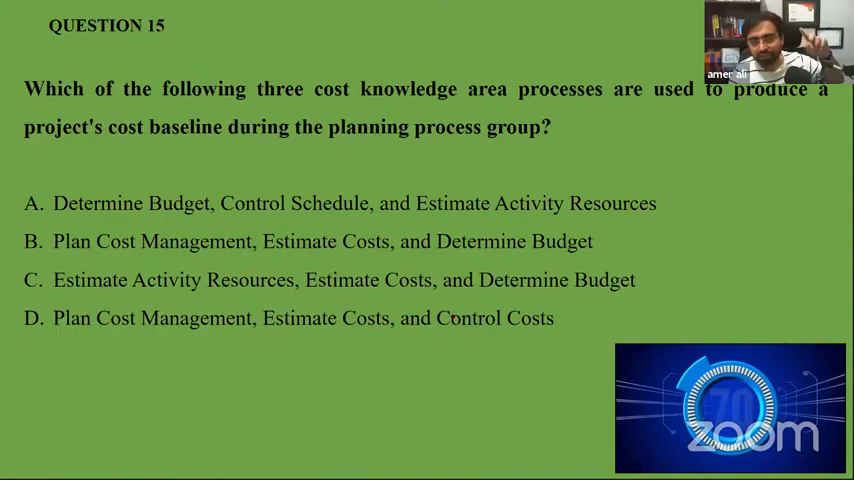 QUESTION 15
amer ali
Which of the following three cost knowledge area processes are used to produce a
project's cost baseline during the planning process group?
A. Determine Budget, Control Schedule, and Estimate Activity Resources
B. Plan Cost Management, Estimate Costs, and Determine Budget
C. Estimate Activity Resources, Estimate Costs, and Determine Budget
D. Plan Cost Management, Estimate Costs, and Control Costs
70
zoom